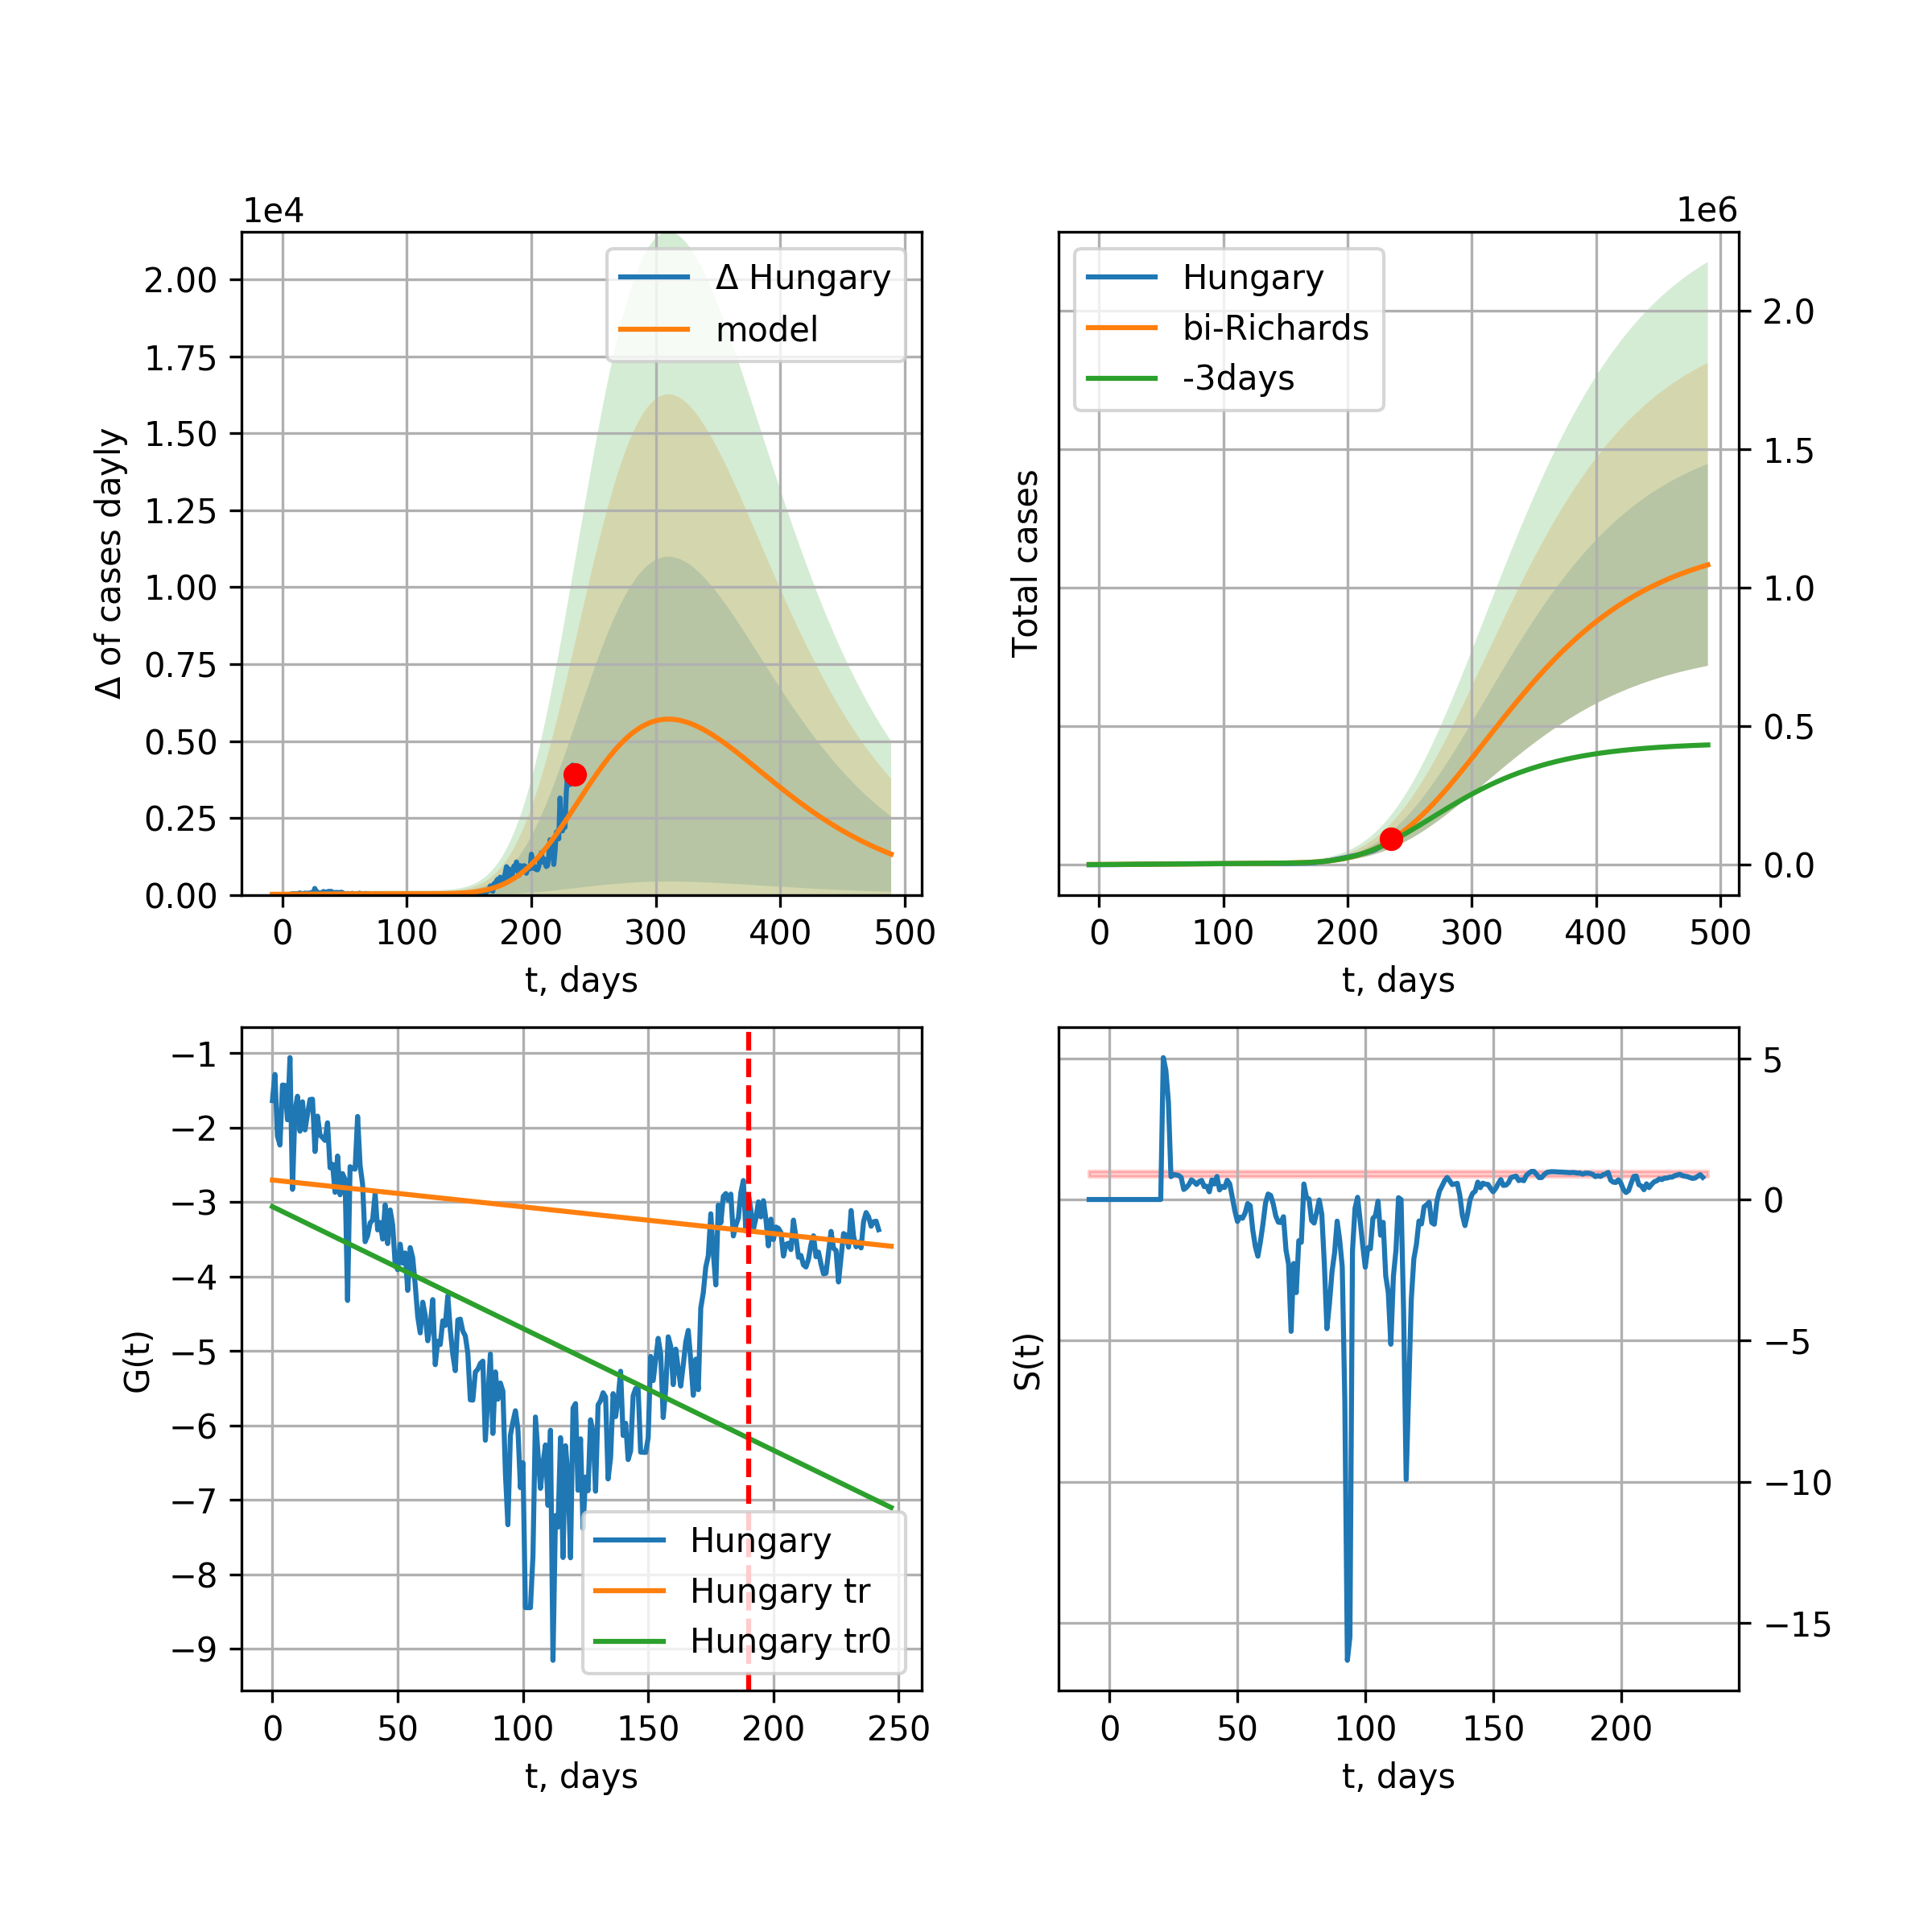 1e4
2.00
1.75
1.50
1.25
1.00
0.75
0.50
0.25
0.00
Δ of cases dayly
Δ Hungary
model
0 100 200 300 400 500
t, days
1e6
Hungary
bi-Richards
-3days
Total cases
2.0
1.5
1.0
0.5
0.0
0 100 200 300 400 500
t, days
−1
−2
−3
−4
−5
−6
−7
−8
−9
G(t)
Hungary
Hungary tr
Hungary tr0
0 50 100 150 200 250
t, days
S(t)
5
0
−5
−10
−15
0 50 100 150 200
t, days